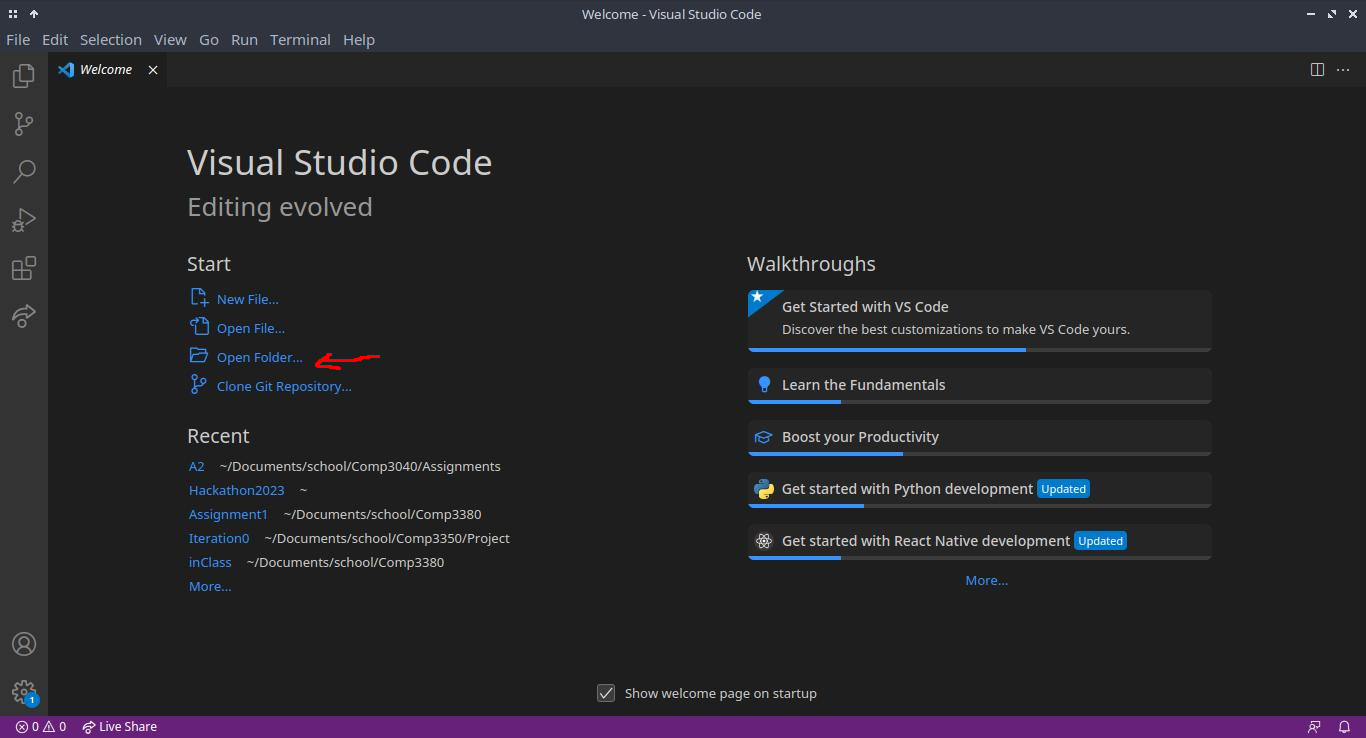 Welcome - Visual Studio Code
File Edit Selection View Go Run Terminal Help
Welcome
Visual Studio Code
Editing evolved
Start
New File...
Open File...
Open Folder...
Clone Git Repository...
Recent
A2 ~/Documents/school/Comp3040/Assignments
Hackathon2023 ~
Assignment1 ~/Documents/school/Comp3380
Iteration0 ~/Documents/school/Comp3350/Project
inClass ~/Documents/school/Comp3380
More...
Walkthroughs
Get Started with VS Code
Discover the best customizations to make VS Code yours.
Learn the Fundamentals
Boost your Productivity
Get started with Python development Updated
Get started with React Native development Updated
More...
Show welcome page on startup
1
0 0 Live Share